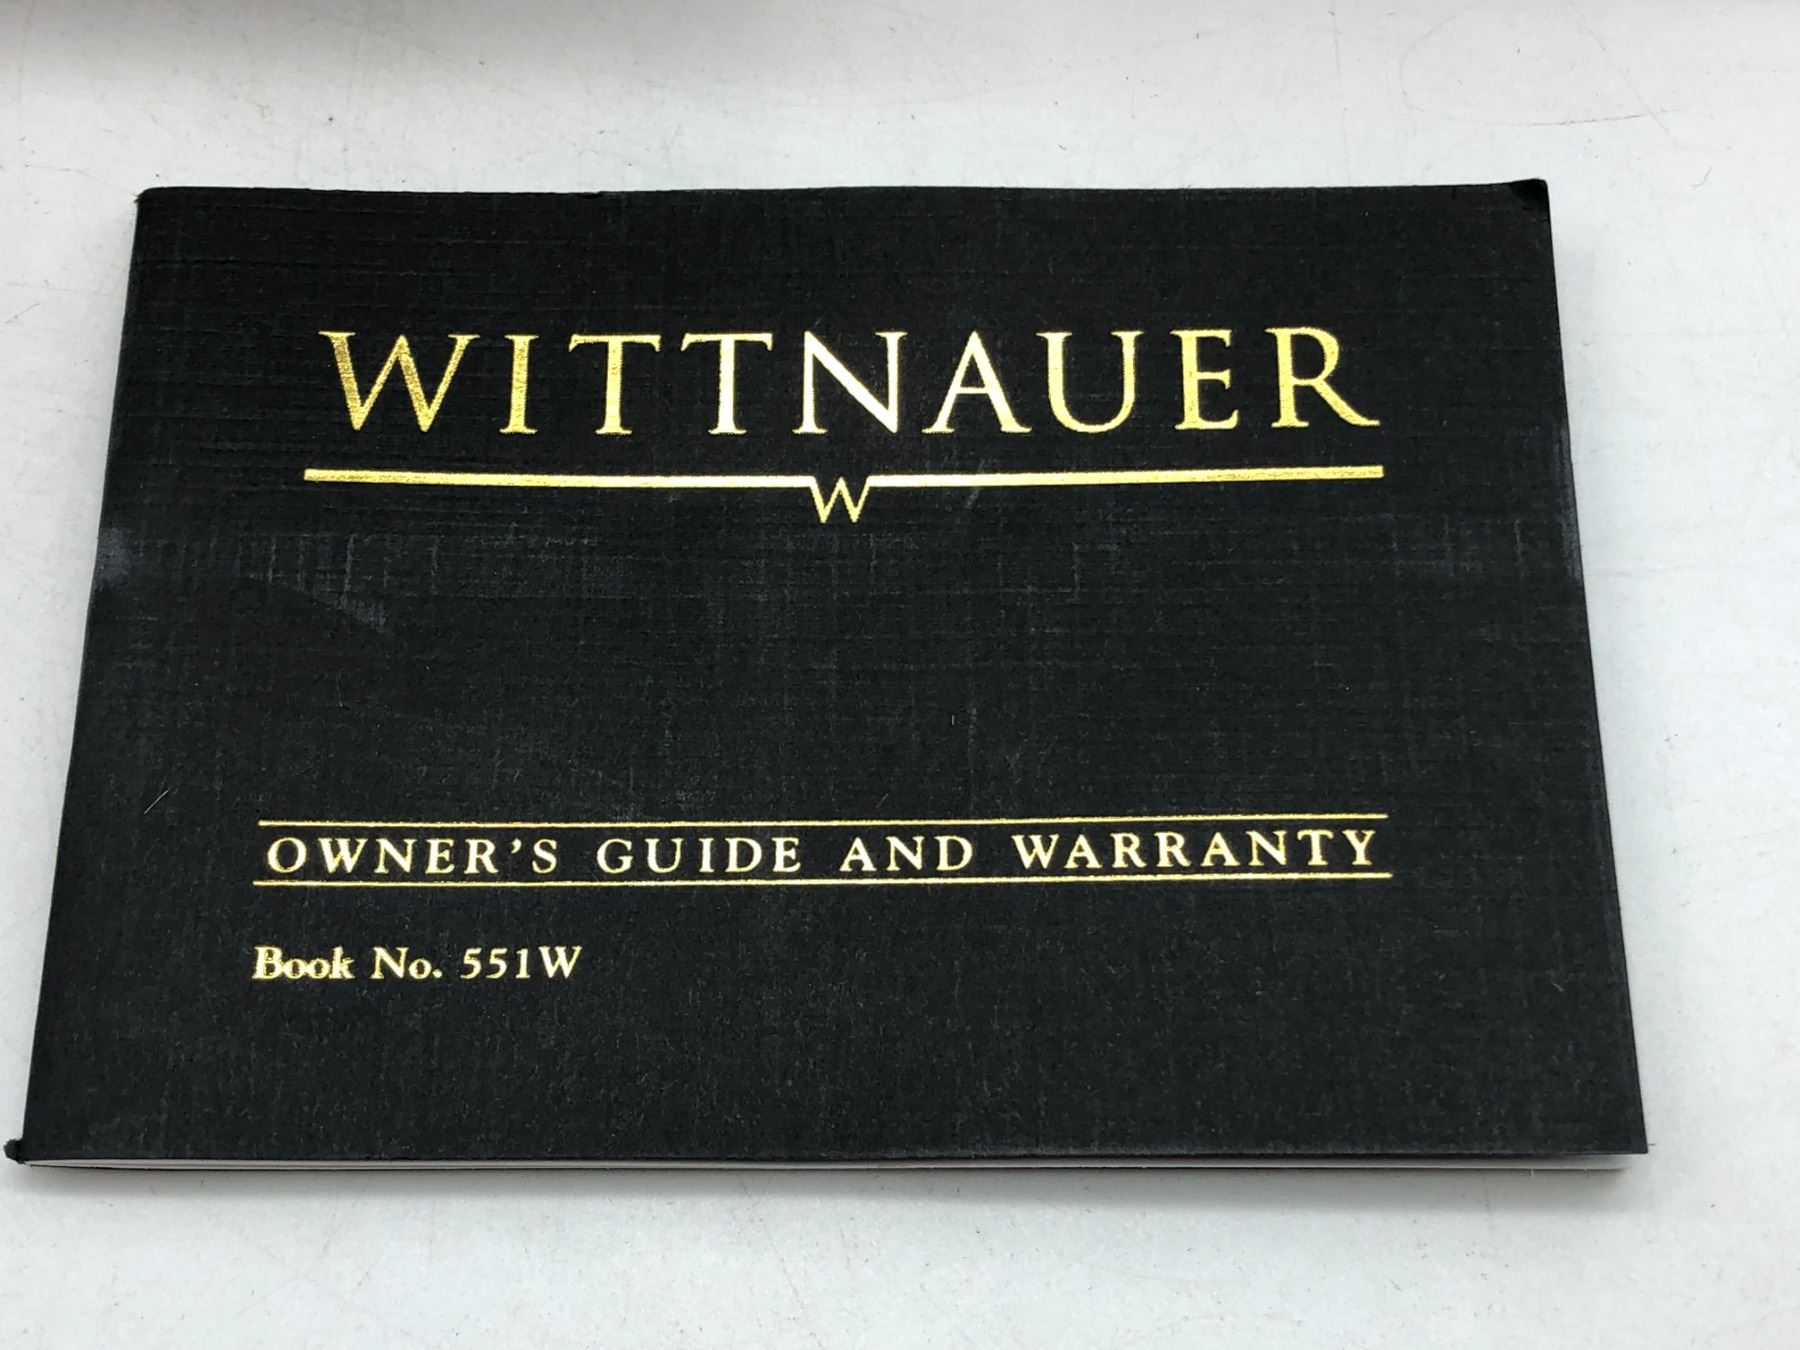 WITTNAUER
W
OWNER'S GUIDE AND WARRANTY
Book No. 551W